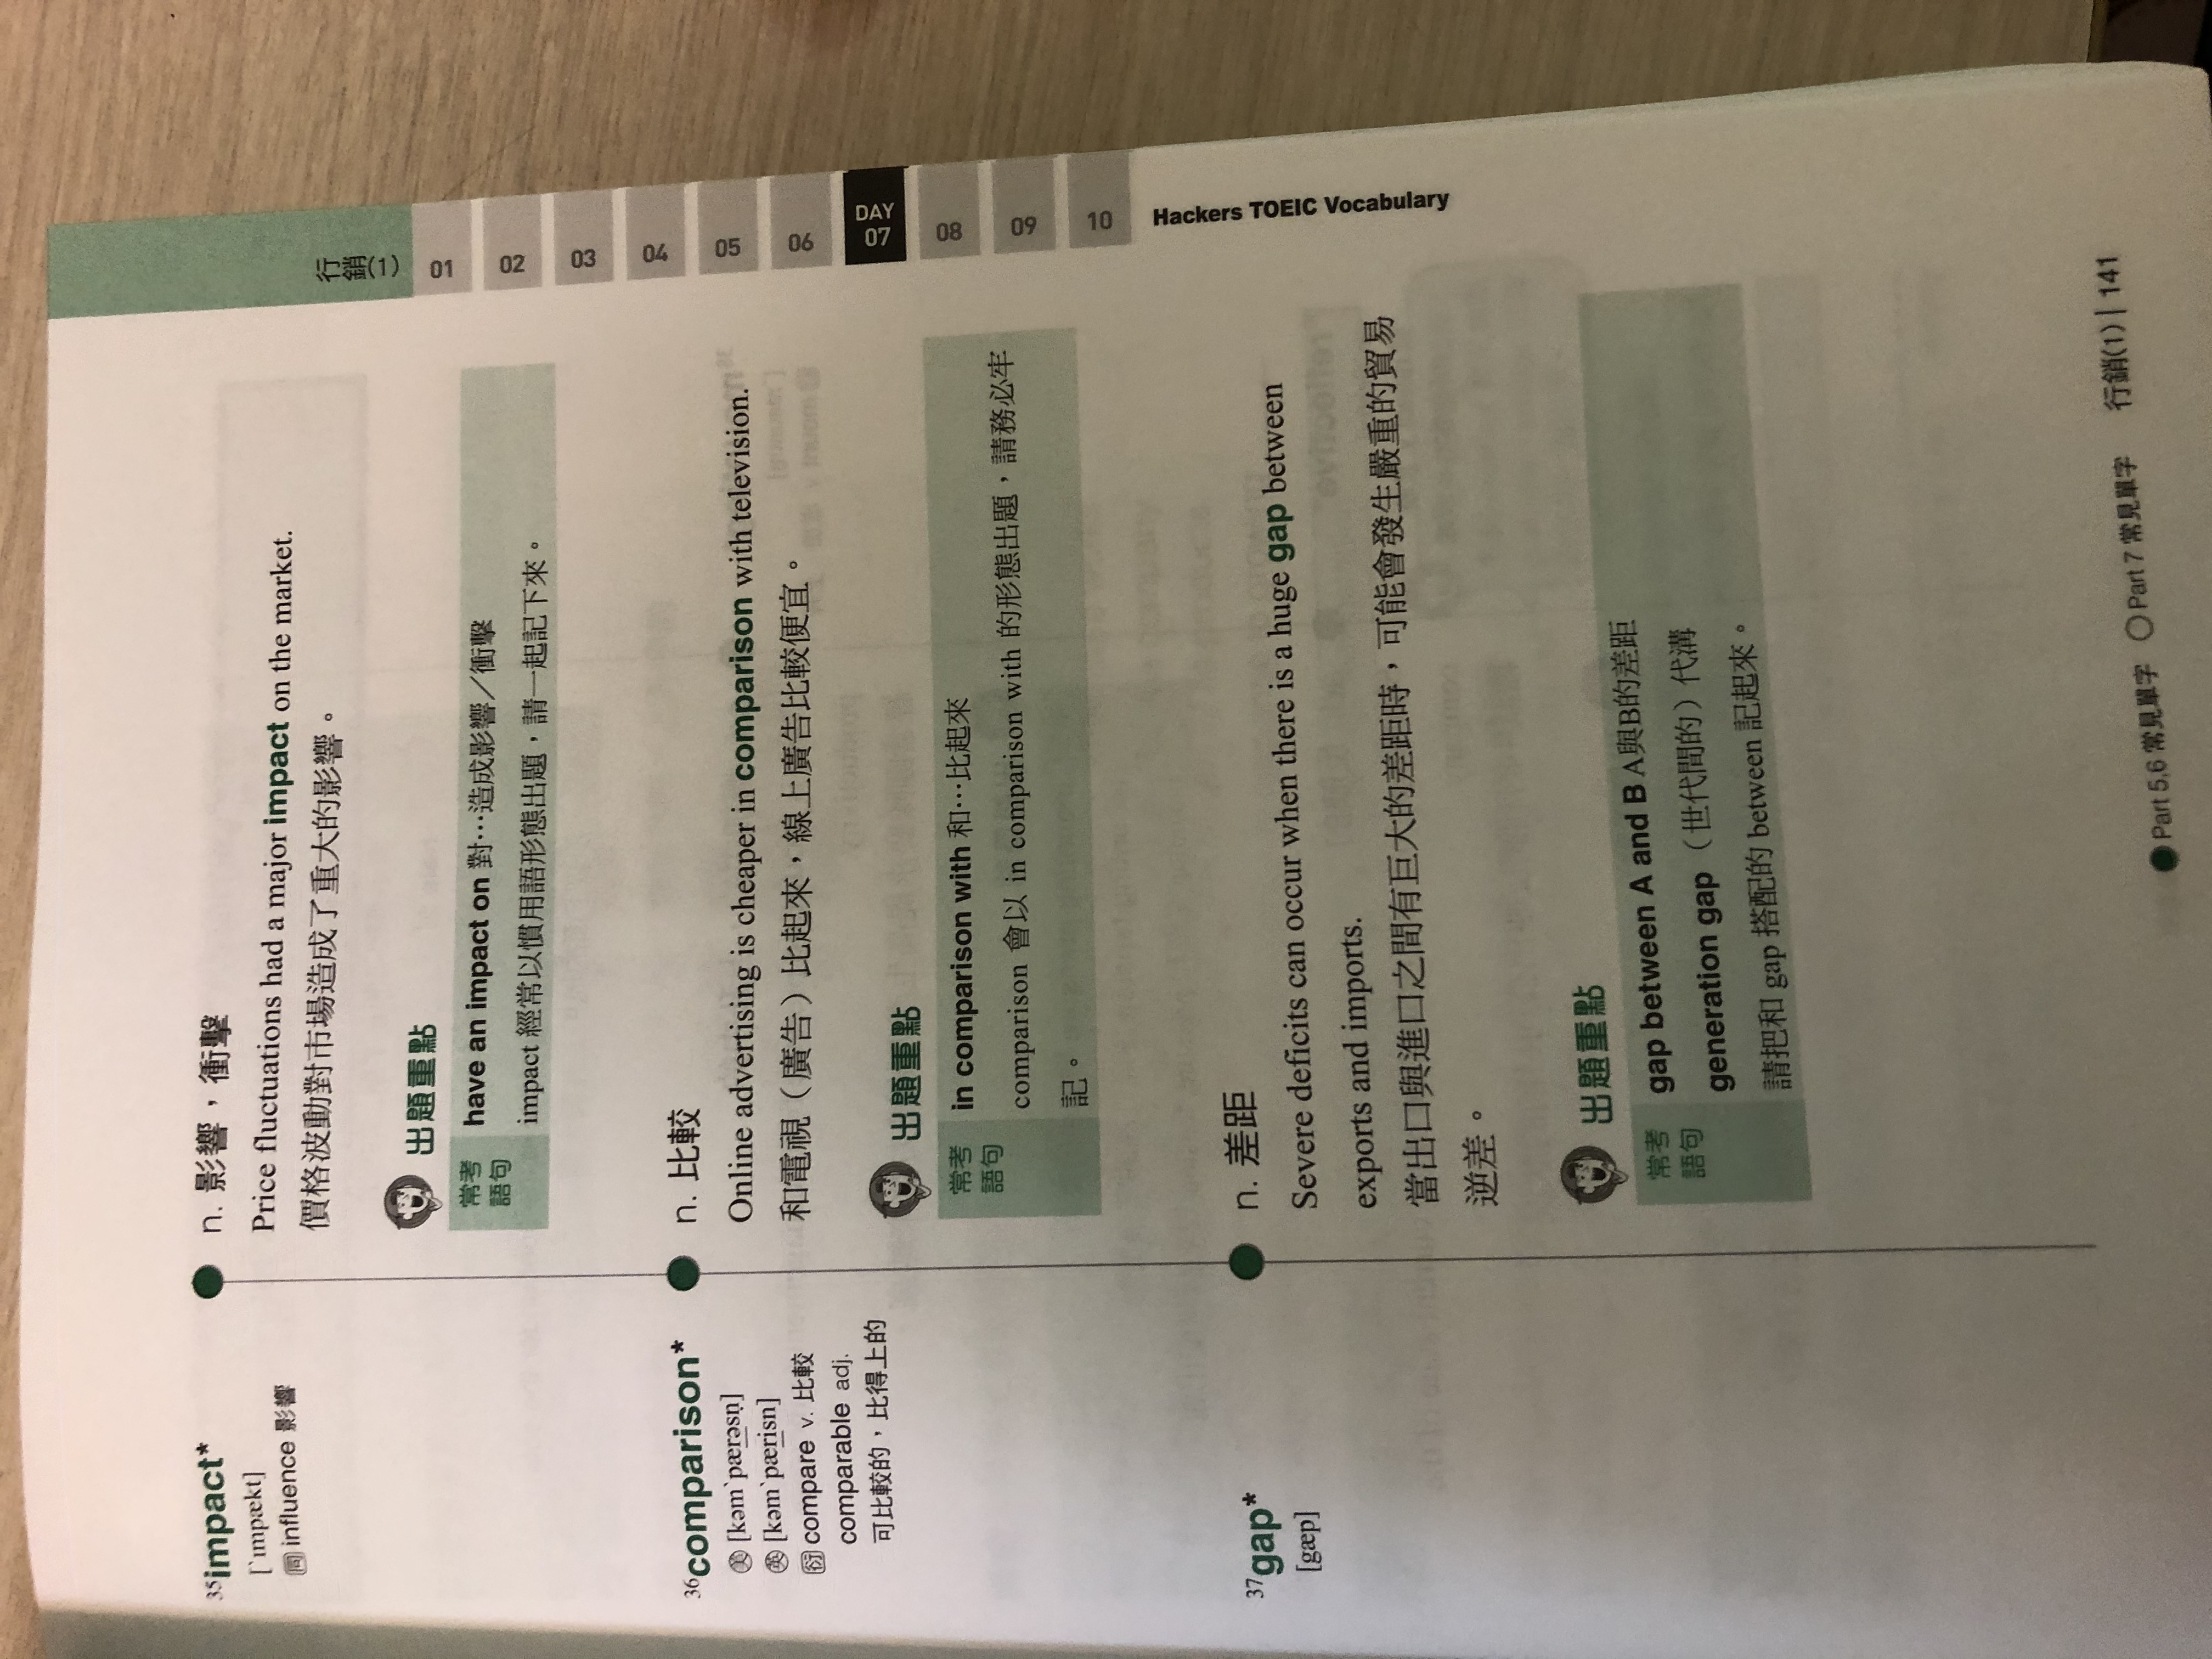 35impact*
[ˋɪmpækt]
同 influence 影響
n. 影響，衝擊
Price fluctuations had a major impact on the market.
價格波動對市場造成了重大的影響。
出題重點
常考
語句
have an impact on 對…造成影響／衝擊
impact 經常以慣用語形態出題，請一起記下來。
36comparison*
美 [kəmˋpærəsn̩]
英 [kəmˋpærisn]
衍 compare v. 比較
comparable adj.
可比較的，比得上的
n. 比較
Online advertising is cheaper in comparison with television.
和電視（廣告）比起來，線上廣告比較便宜。
出題重點
常考
語句
in comparison with 和…比起來
comparison 會以 in comparison with 的形態出題，請務必牢
記。
37gap*
[gæp]
n. 差距
Severe deficits can occur when there is a huge gap between
exports and imports.
當出口與進口之間有巨大的差距時，可能會發生嚴重的貿易
逆差。
出題重點
常考
語句
gap between A and B A與B的差距
generation gap （世代間的）代溝
請把和 gap 搭配的 between 記起來。
行銷(1)
01
02
03
04
05
06
DAY
07
08
09
10
Hackers TOEIC Vocabulary
Part 5,6 常見單字 Part 7 常見單字 行銷(1) | 141